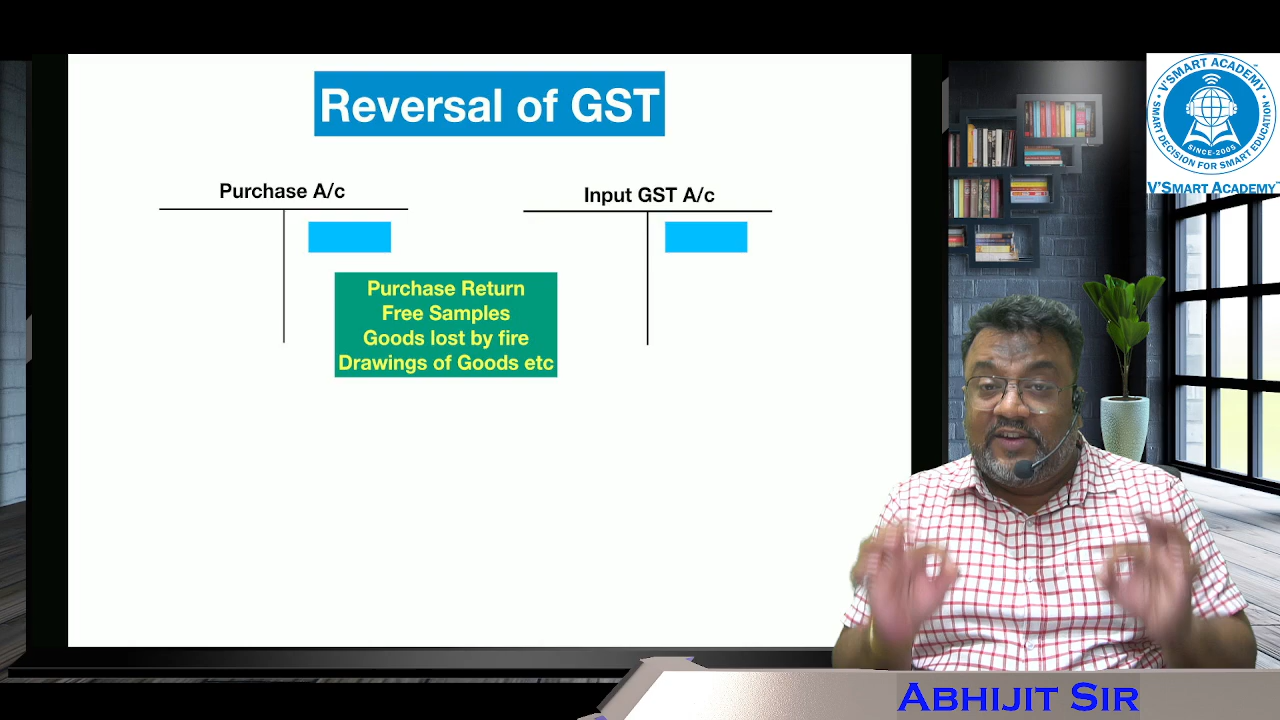 Reversal of GST
Purchase A/c
Input GST A/c
Purchase Return
Free Samples
Goods lost by fire
Drawings of Goods etc
V'SMART ACADEMY
SMART DECISION FOR SMART EDUCATION
SINCE-2005
V'SMART ACADEMY™
ABHIJIT SIR